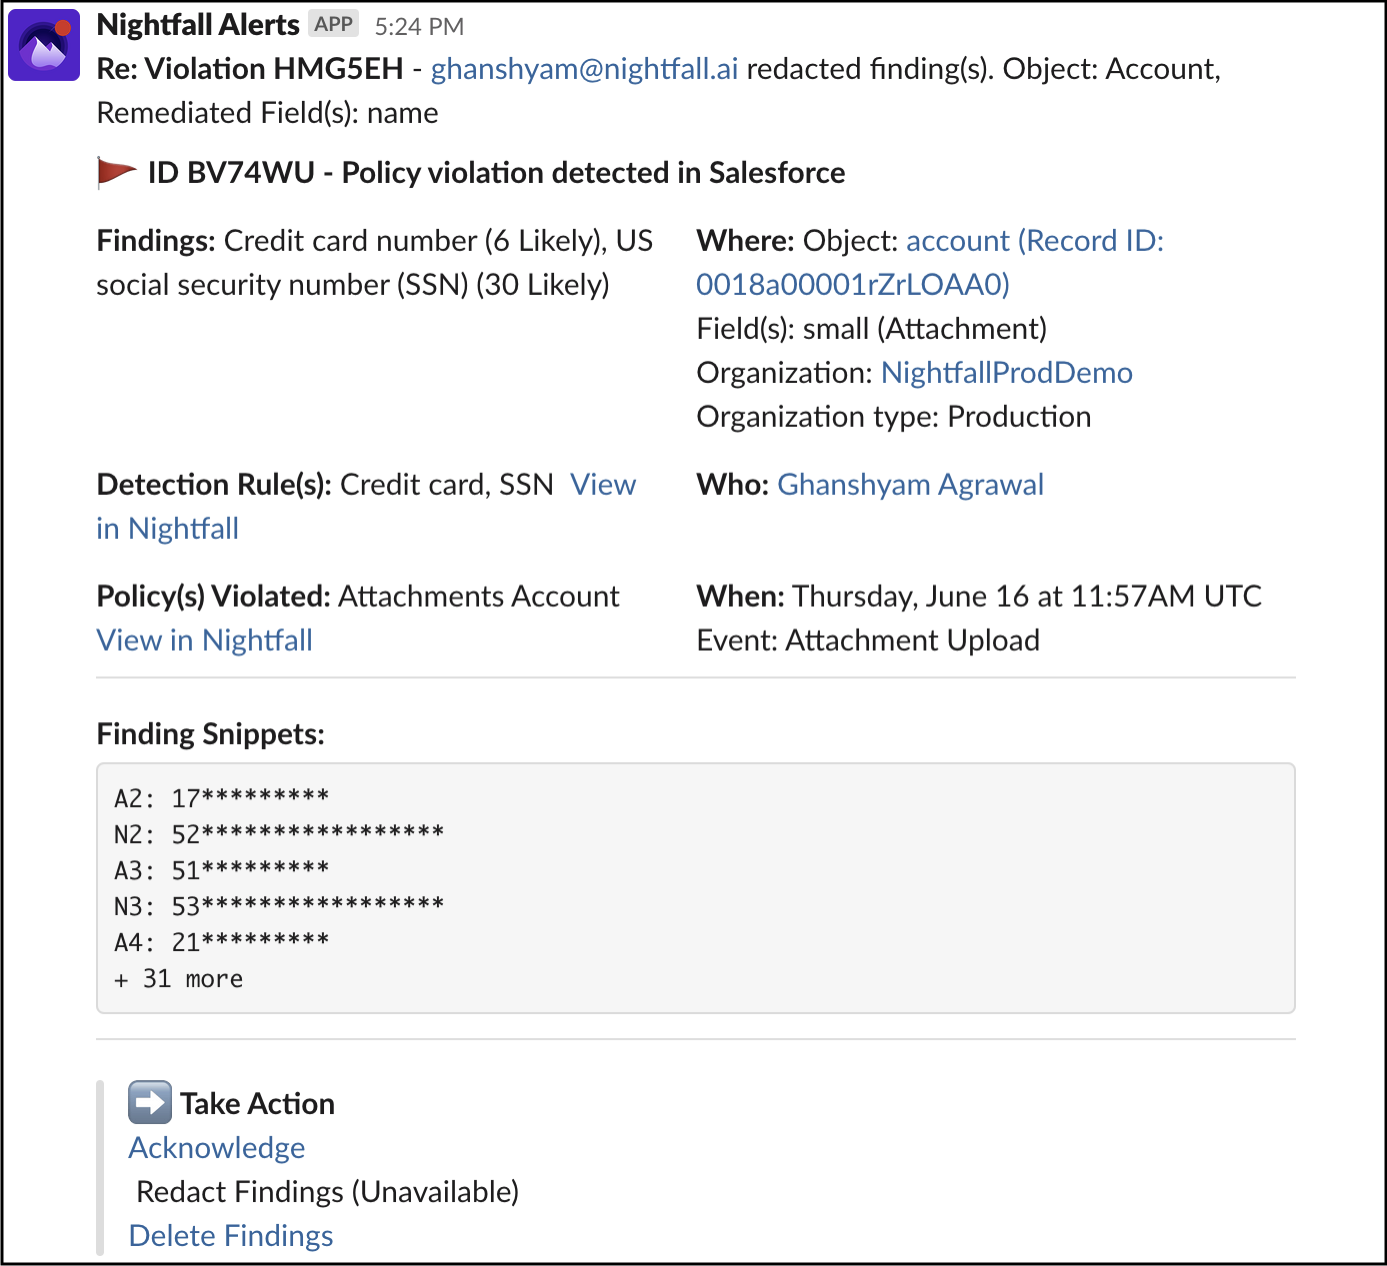 Nightfall Alerts APP 5:24 PM
Re: Violation HMG5EH - ghanshyam@nightfall.ai redacted finding(s). Object: Account,
Remediated Field(s): name
ID BV74WU - Policy violation detected in Salesforce
Findings: Credit card number (6 Likely), US
social security number (SSN) (30 Likely)
Where: Object: account (Record ID:
0018a00001rZrLOAA0)
Field(s): small (Attachment)
Organization: NightfallProdDemo
Organization type: Production
Detection Rule(s): Credit card, SSN View
in Nightfall
Who: Ghanshyam Agrawal
Policy(s) Violated: Attachments Account
View in Nightfall
When: Thursday, June 16 at 11:57AM UTC
Event: Attachment Upload
Finding Snippets:
A2: 17*********
N2: 52*****************
A3: 51*********
N3: 53*****************
A4: 21*********
+ 31 more
Take Action
Acknowledge
Redact Findings (Unavailable)
Delete Findings